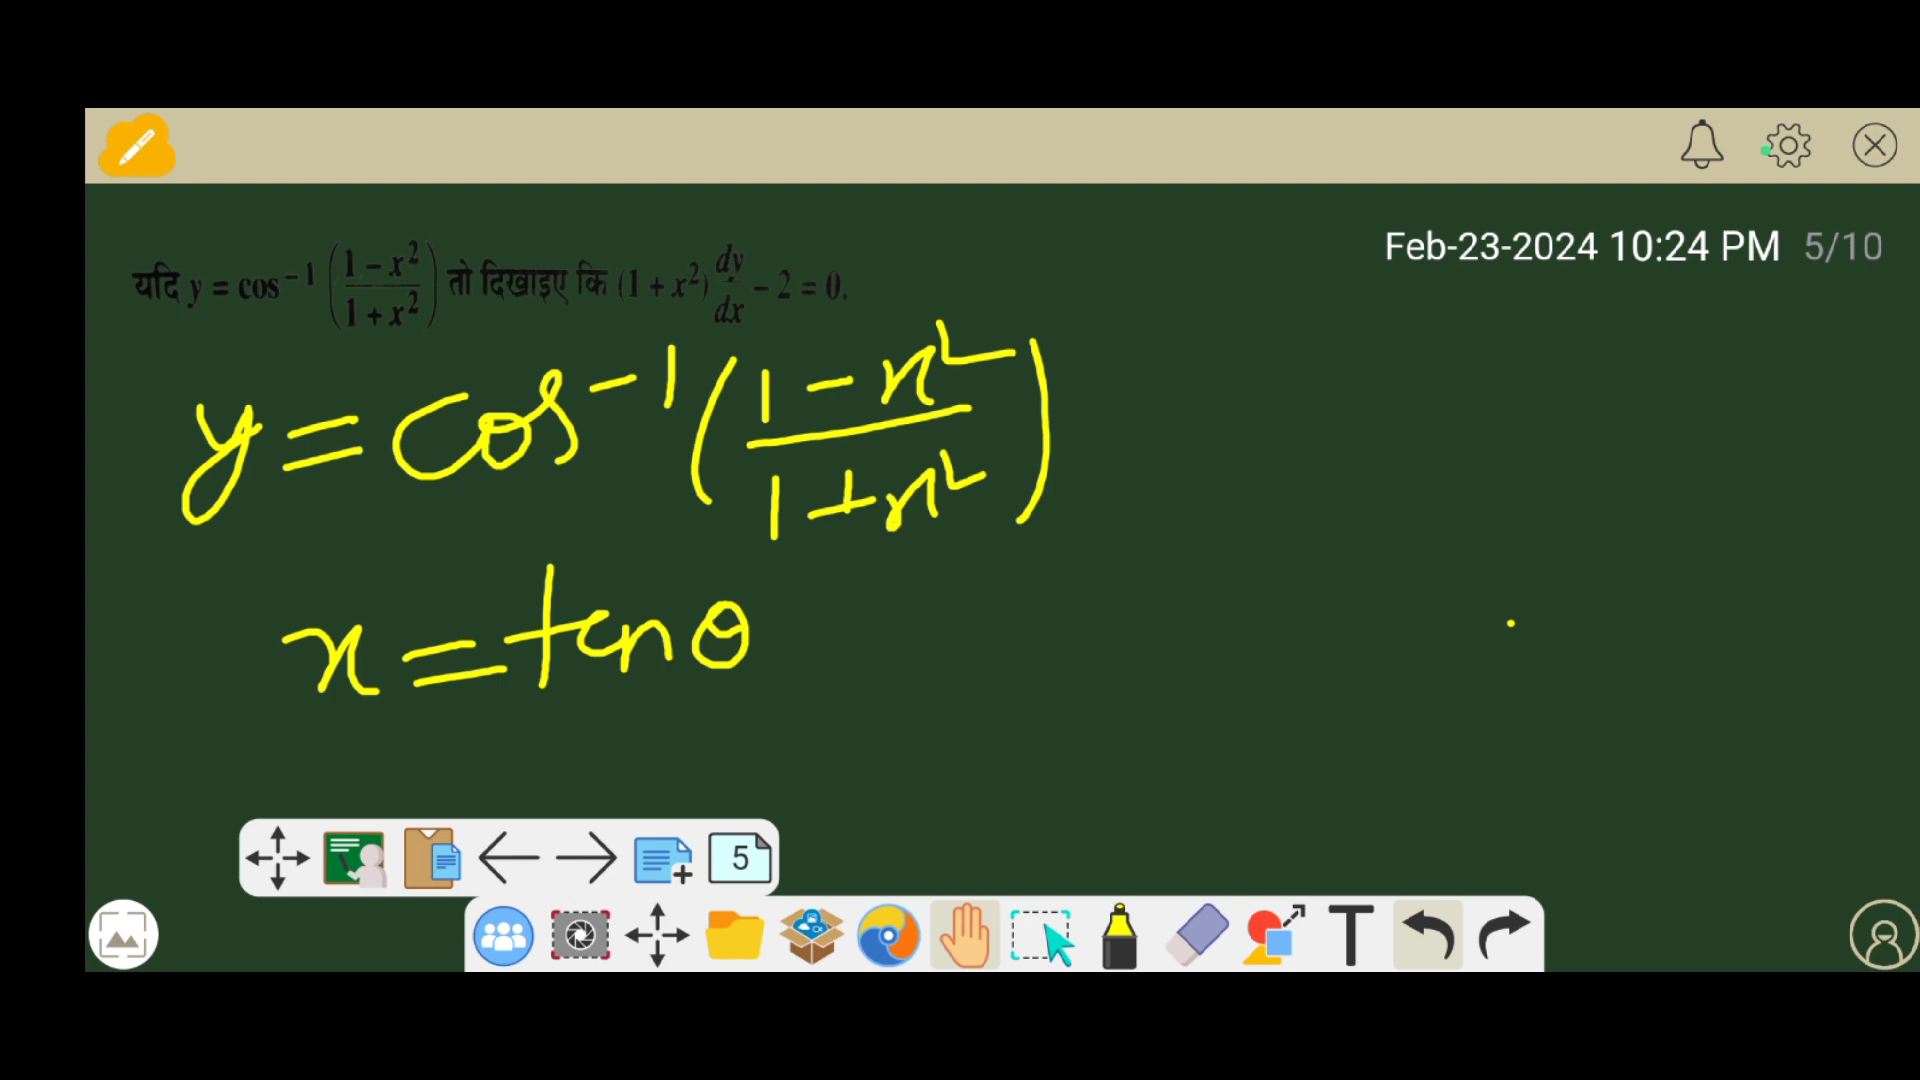 Feb-23-2024 10:24 PM 5/10
यदि y = cos⁻¹ ((1 - x²)/(1 + x²)) तो दिखाइए कि (1 + x²) dy/dx - 2 = 0.
y = cos⁻¹ ((1 - x²)/(1 + x²))
x = tanθ
5
T